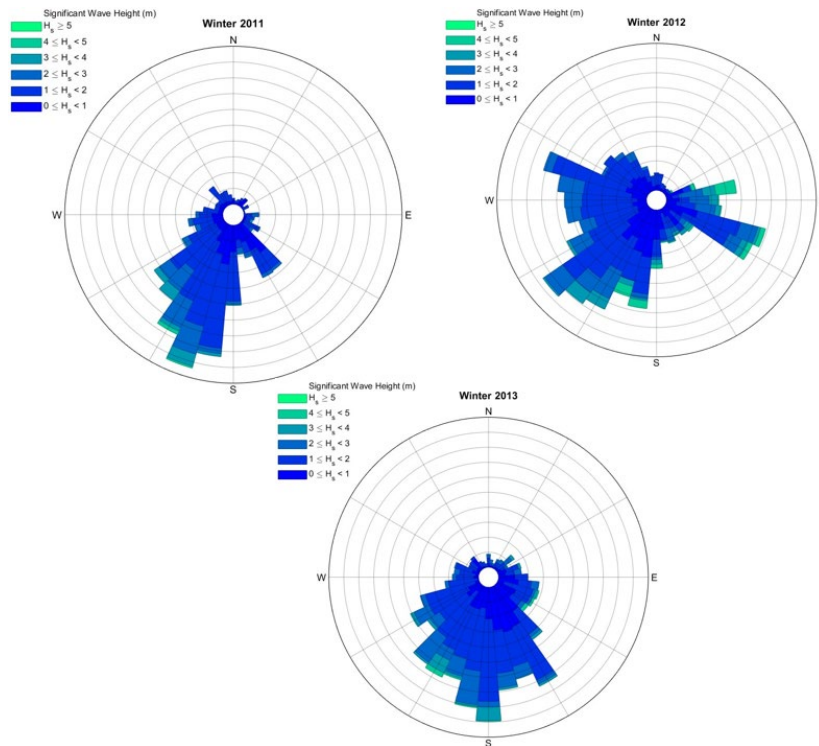 Significant Wave Height (m)
Hs ≥ 5
4 ≤ Hs < 5
3 ≤ Hs < 4
2 ≤ Hs < 3
1 ≤ Hs < 2
0 ≤ Hs < 1
Winter 2011
N
W
E
S
Significant Wave Height (m)
Hs ≥ 5
4 ≤ Hs < 5
3 ≤ Hs < 4
2 ≤ Hs < 3
1 ≤ Hs < 2
0 ≤ Hs < 1
Winter 2012
N
W
E
S
Significant Wave Height (m)
Hs ≥ 5
4 ≤ Hs < 5
3 ≤ Hs < 4
2 ≤ Hs < 3
1 ≤ Hs < 2
0 ≤ Hs < 1
Winter 2013
N
W
E
S